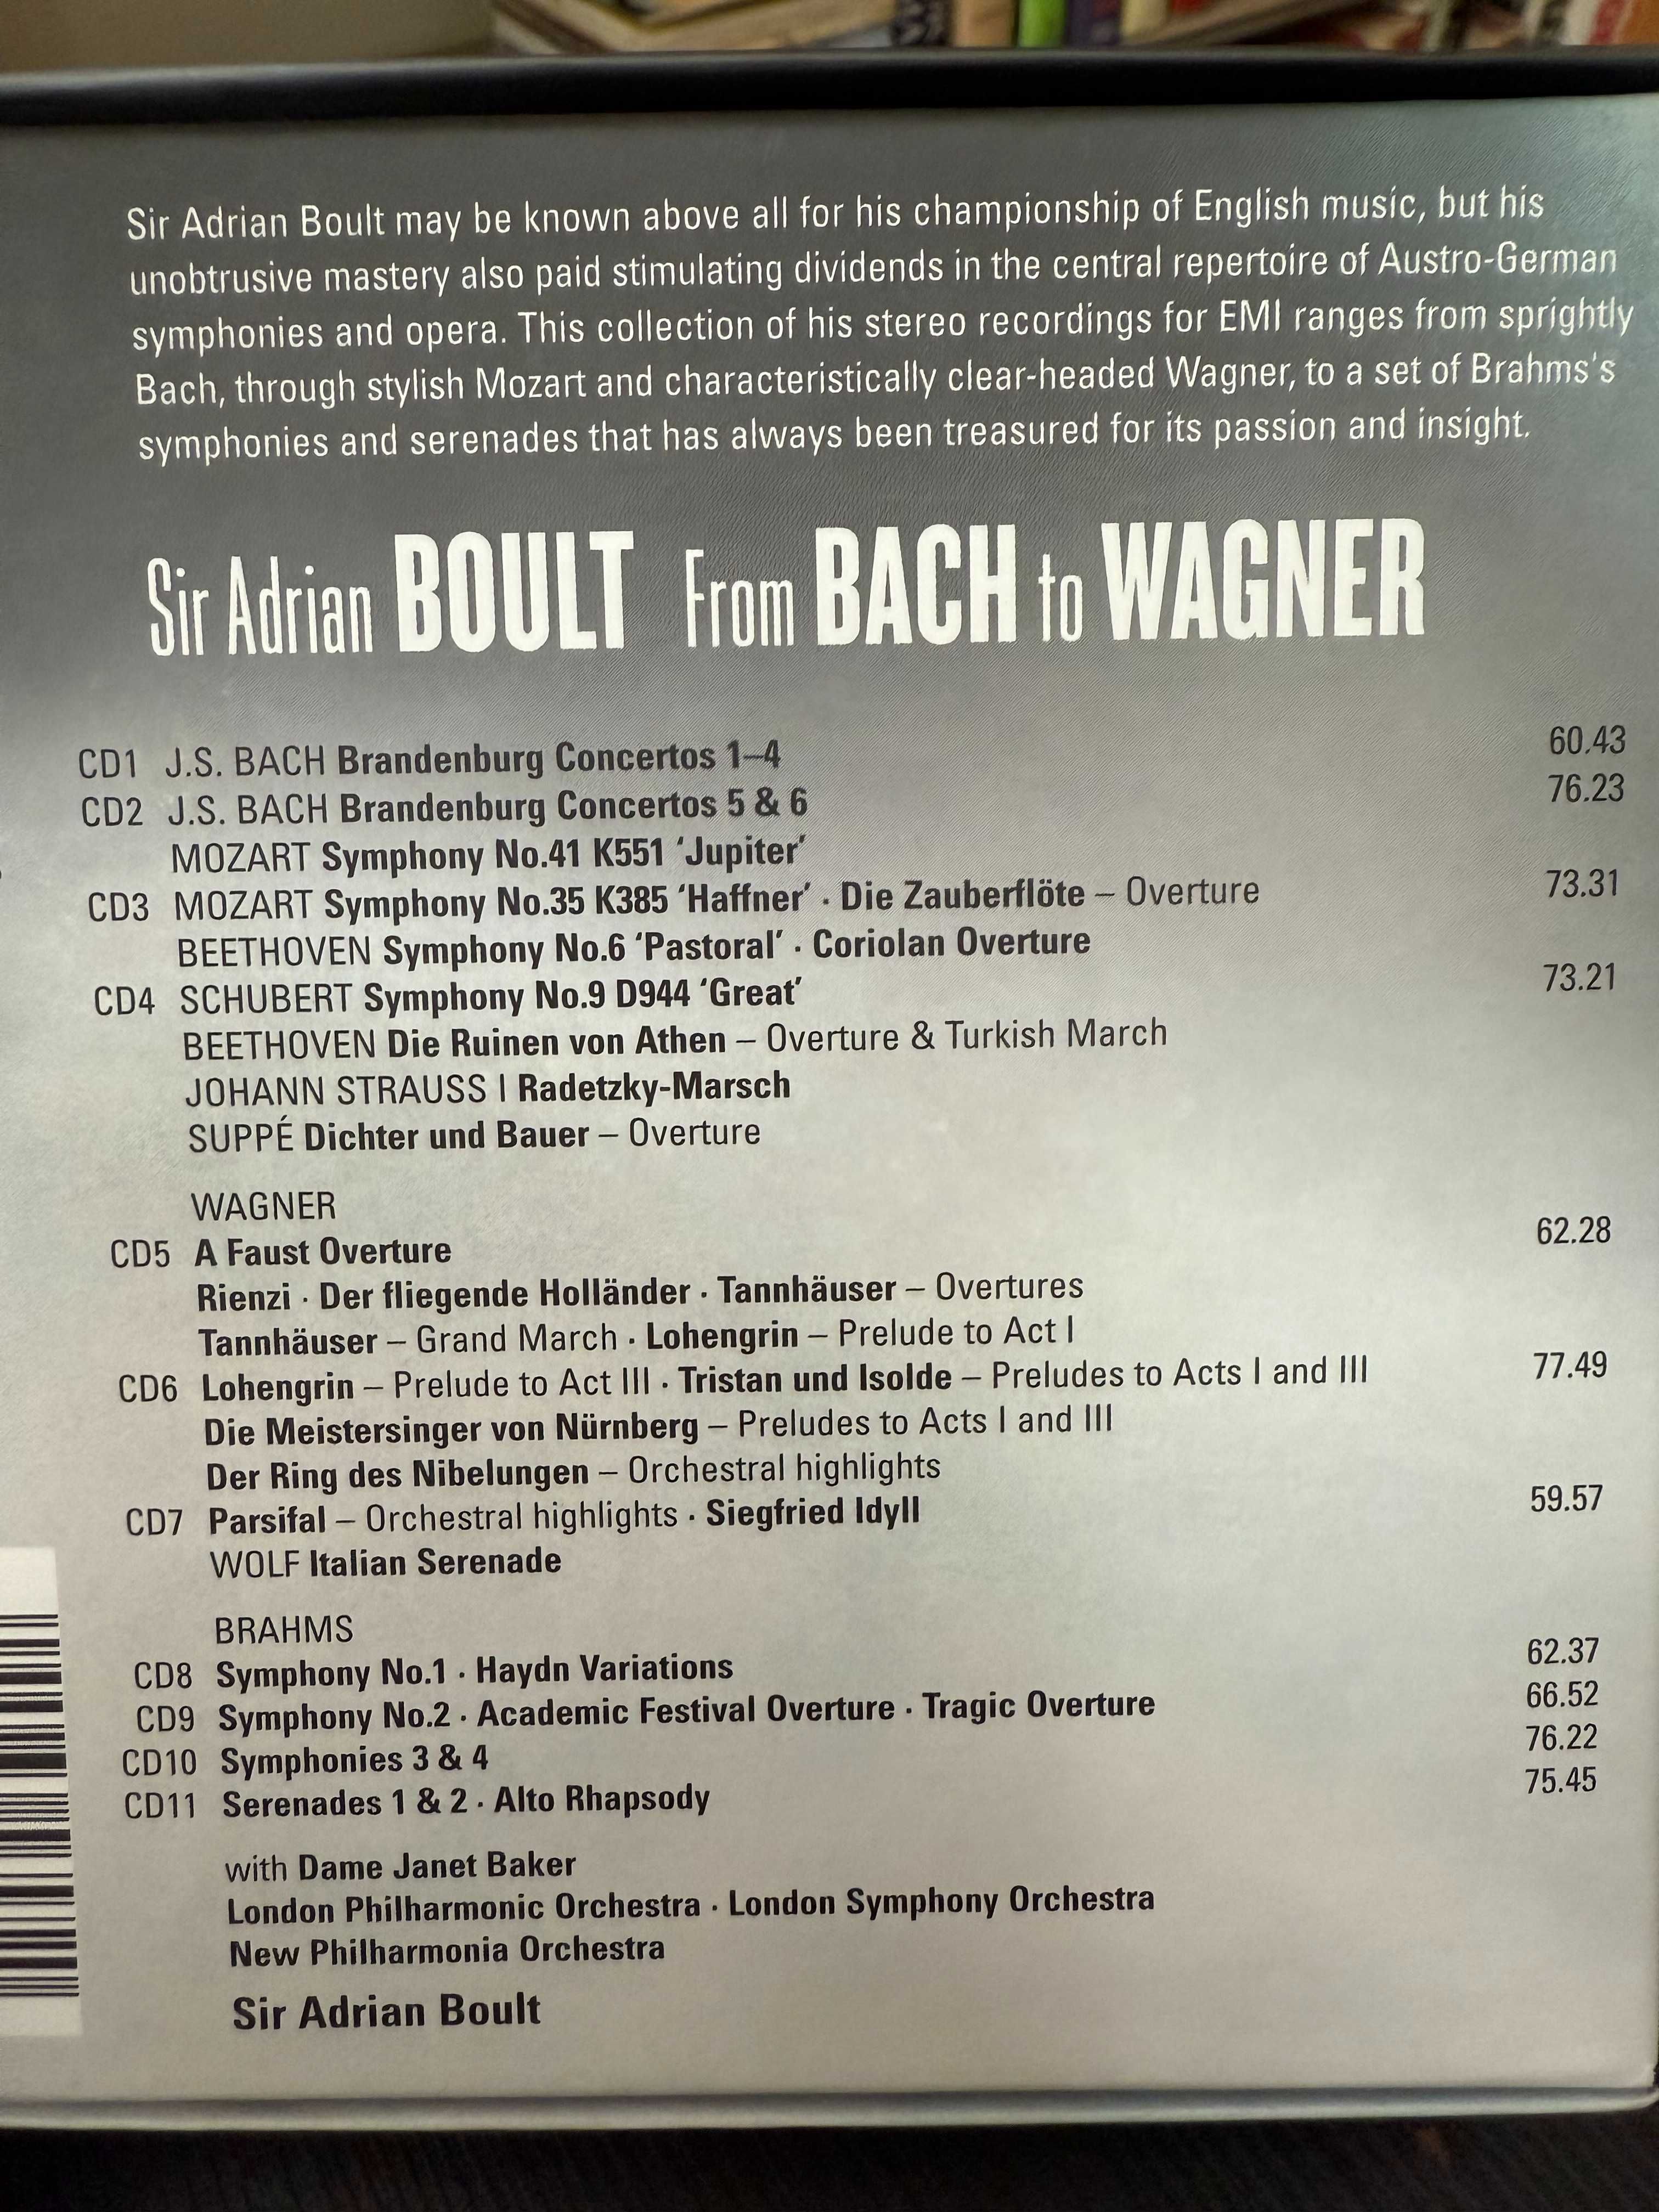 Sir Adrian Boult may be known above all for his championship of English music, but his
unobtrusive mastery also paid stimulating dividends in the central repertoire of Austro-German
symphonies and opera. This collection of his stereo recordings for EMI ranges from sprightly
Bach, through stylish Mozart and characteristically clear-headed Wagner, to a set of Brahms's
symphonies and serenades that has always been treasured for its passion and insight.
Sir Adrian BOULT From BACH to WAGNER
CD1 J.S. BACH Brandenburg Concertos 1–4 60.43
CD2 J.S. BACH Brandenburg Concertos 5 & 6 76.23
MOZART Symphony No.41 K551 ‘Jupiter’
CD3 MOZART Symphony No.35 K385 ‘Haffner’ · Die Zauberflöte – Overture 73.31
BEETHOVEN Symphony No.6 ‘Pastoral’ · Coriolan Overture
CD4 SCHUBERT Symphony No.9 D944 ‘Great’ 73.21
BEETHOVEN Die Ruinen von Athen – Overture & Turkish March
JOHANN STRAUSS I Radetzky-Marsch
SUPPÉ Dichter und Bauer – Overture
WAGNER
CD5 A Faust Overture 62.28
Rienzi · Der fliegende Holländer · Tannhäuser – Overtures
Tannhäuser – Grand March · Lohengrin – Prelude to Act I
CD6 Lohengrin – Prelude to Act III · Tristan und Isolde – Preludes to Acts I and III 77.49
Die Meistersinger von Nürnberg – Preludes to Acts I and III
Der Ring des Nibelungen – Orchestral highlights
CD7 Parsifal – Orchestral highlights · Siegfried Idyll 59.57
WOLF Italian Serenade
BRAHMS
CD8 Symphony No.1 · Haydn Variations 62.37
CD9 Symphony No.2 · Academic Festival Overture · Tragic Overture 66.52
CD10 Symphonies 3 & 4 76.22
CD11 Serenades 1 & 2 · Alto Rhapsody 75.45
with Dame Janet Baker
London Philharmonic Orchestra · London Symphony Orchestra
New Philharmonia Orchestra
Sir Adrian Boult